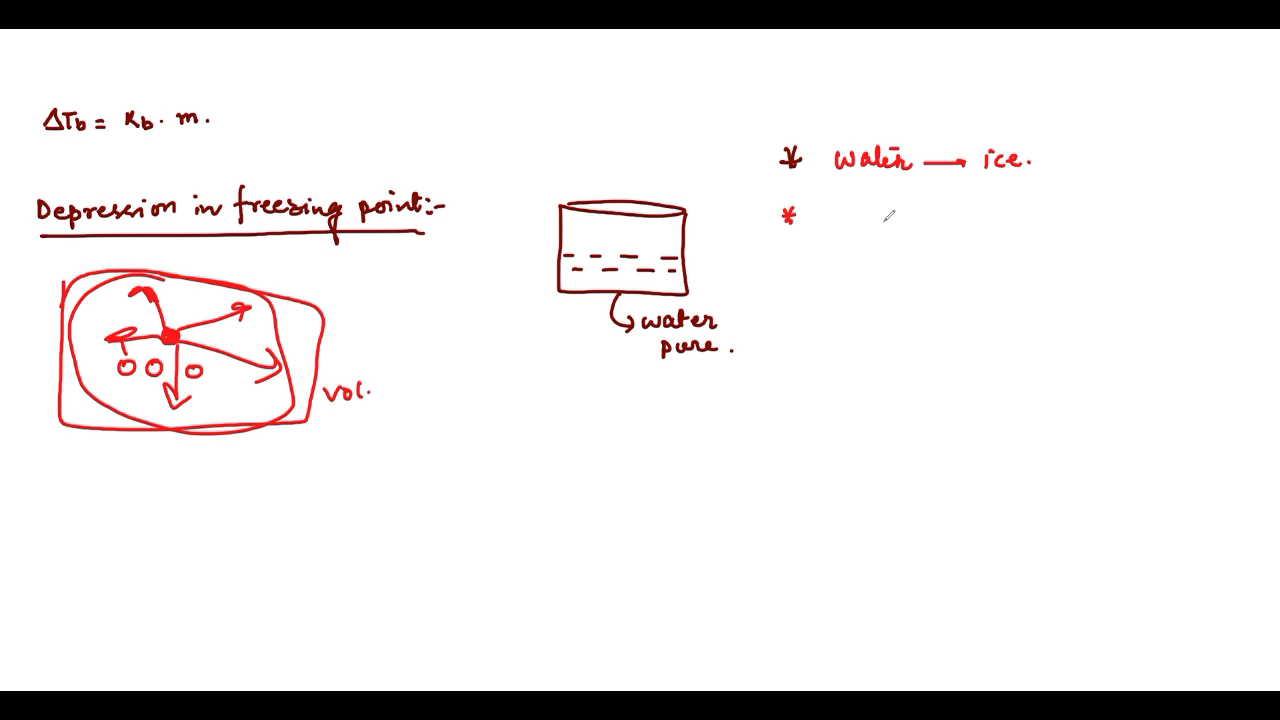 ΔTb = Kb. m.
Depression in freezing point:-
vol.
water
pure.
* water → ice.
*